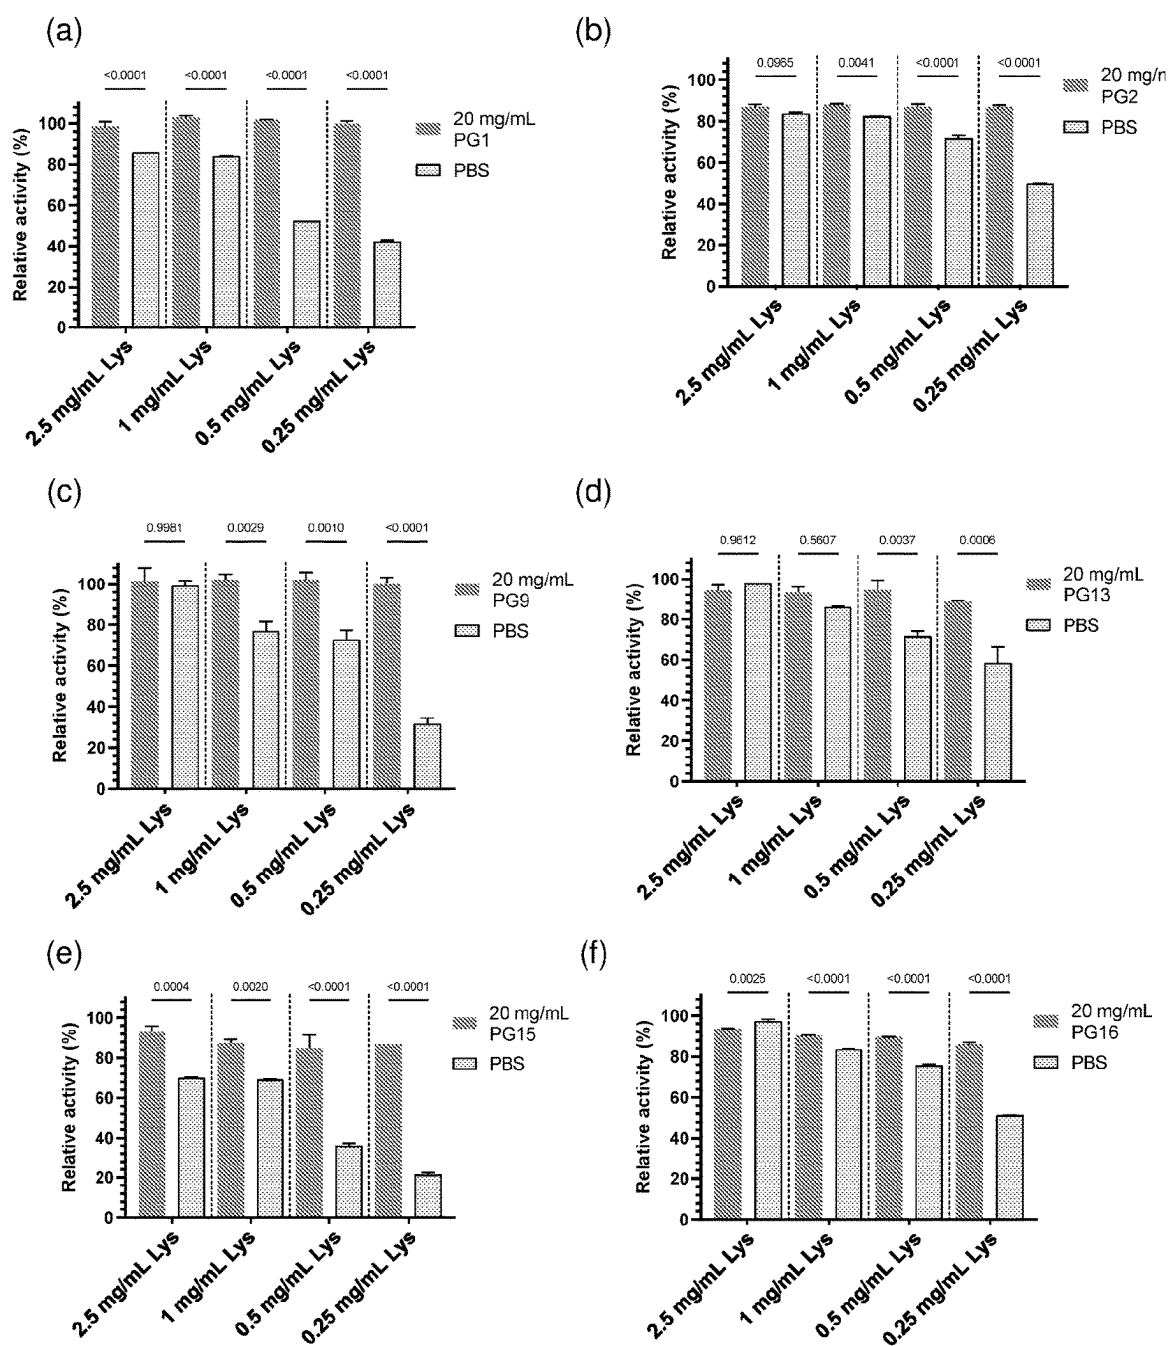 (a)
<0.0001 <0.0001 <0.0001 <0.0001
Relative activity (%)
100
80
60
40
20
0
20 mg/mL
PG1
PBS
2.5 mg/mL Lys
1 mg/mL Lys
0.5 mg/mL Lys
0.25 mg/mL Lys
(b)
0.0965 0.0041 <0.0001 <0.0001
Relative activity (%)
100
80
60
40
20
0
20 mg/m
PG2
PBS
2.5 mg/mL Lys
1 mg/mL Lys
0.5 mg/mL Lys
0.25 mg/mL Lys
(c)
0.9981 0.0029 0.0010 <0.0001
Relative activity (%)
100
80
60
40
20
0
20 mg/mL
PG9
PBS
2.5 mg/mL Lys
1 mg/mL Lys
0.5 mg/mL Lys
0.25 mg/mL Lys
(d)
0.9612 0.5607 0.0037 0.0006
Relative activity (%)
100
80
60
40
20
0
20 mg/mL
PG13
PBS
2.5 mg/mL Lys
1 mg/mL Lys
0.5 mg/mL Lys
0.25 mg/mL Lys
(e)
0.0004 0.0020 <0.0001 <0.0001
Relative activity (%)
100
80
60
40
20
0
20 mg/mL
PG15
PBS
2.5 mg/mL Lys
1 mg/mL Lys
0.5 mg/mL Lys
0.25 mg/mL Lys
(f)
0.0025 <0.0001 <0.0001 <0.0001
Relative activity (%)
100
80
60
40
20
0
20 mg/mL
PG16
PBS
2.5 mg/mL Lys
1 mg/mL Lys
0.5 mg/mL Lys
0.25 mg/mL Lys